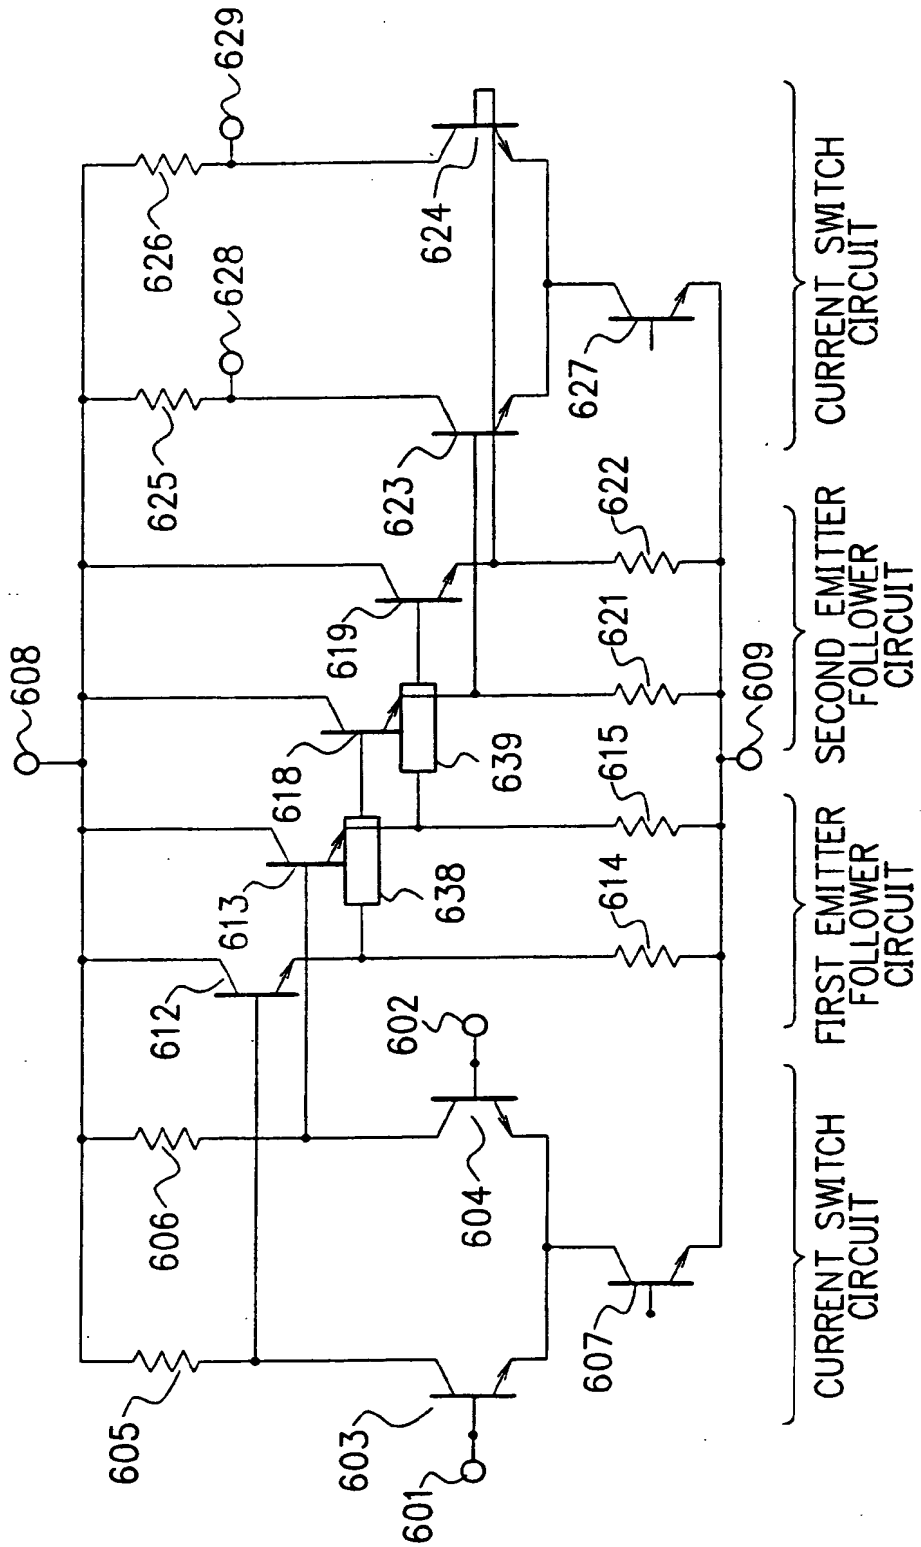 608
605
606
612
613
618
619
625
628
626
629
601
603
604
602
638
639
623
624
607
614
615
621
622
627
609
CURRENT SWITCH
CIRCUIT
FIRST EMITTER
FOLLOWER
CIRCUIT
SECOND EMITTER
FOLLOWER
CIRCUIT
CURRENT SWITCH
CIRCUIT